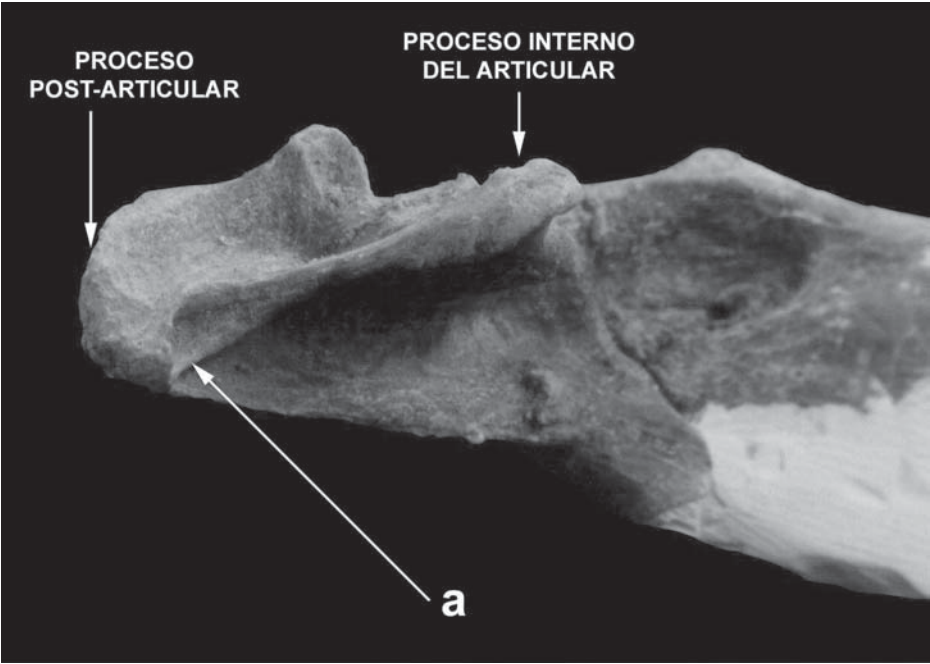 PROCESO
POST-ARTICULAR
PROCESO INTERNO
DEL ARTICULAR
a